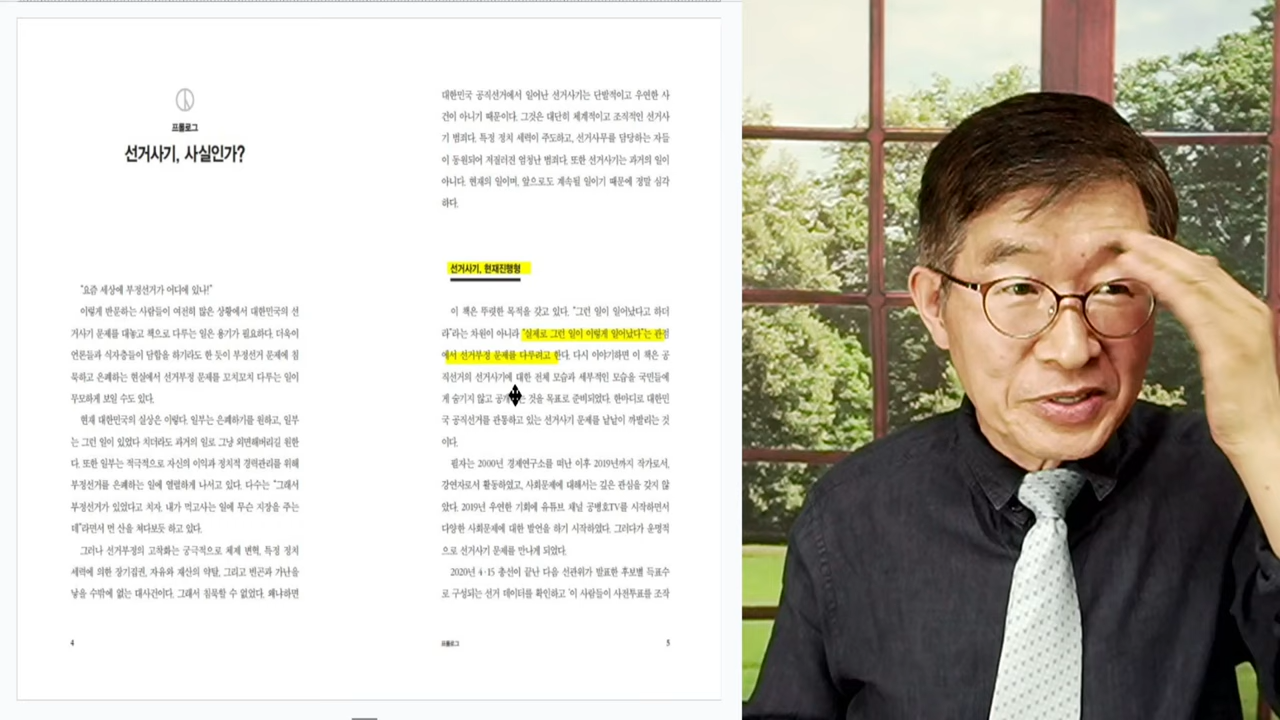 프롤로그
선거사기, 사실인가?
"요즘 세상에 부정선거가 어디에 있나!"
이렇게 반문하는 사람들이 여전히 많은 상황에서 대한민국의 선
거사기 문제를 대놓고 책으로 다루는 일은 용기가 필요하다. 더욱이
언론들과 식자층들이 담합을 하기라도 한 듯이 부정선거 문제에 침
묵하고 은폐하는 현실에서 선거부정 문제를 꼬치꼬치 다루는 일이
무모하게 보일 수도 있다.
현재 대한민국의 실상은 이렇다. 일부는 은폐하기를 원하고, 일부
는 그런 일이 있었다 치더라도 과거의 일로 그냥 외면해버리길 원한
다. 또한 일부는 적극적으로 자신의 이익과 정치적 경력관리를 위해
부정선거를 은폐하는 일에 열렬하게 나서고 있다. 다수는 "그래서
부정선거가 있었다고 치자. 내가 먹고사는 일에 무슨 지장을 주는
데"라면서 먼 산을 쳐다보듯 하고 있다.
그러나 선거부정의 고착화는 궁극적으로 체제 변혁, 특정 정치
세력에 의한 장기집권, 자유와 재산의 약탈, 그리고 빈곤과 가난을
낳을 수밖에 없는 대사건이다. 그래서 침묵할 수 없었다. 왜냐하면
4
대한민국 공직선거에서 일어난 선거사기는 단발적이고 우연한 사
건이 아니기 때문이다. 그것은 대단히 체계적이고 조직적인 선거사
기 범죄다. 특정 정치 세력이 주도하고, 선거사무를 담당하는 자들
이 동원되어 저질러진 엄청난 범죄다. 또한 선거사기는 과거의 일이
아니다. 현재의 일이며, 앞으로도 계속될 일이기 때문에 정말 심각
하다.
선거사기, 현재진행형
이 책은 뚜렷한 목적을 갖고 있다. "그런 일이 일어났다고 하더
라"라는 차원이 아니라 "실제로 그런 일이 이렇게 일어났다"는 관점
에서 선거부정 문제를 다루려고 한다. 다시 이야기하면 이 책은 공
직선거의 선거사기에 대한 전체 모습과 세부적인 모습을 국민들에
게 숨기지 않고 것을 목표로 준비되었다. 한마디로 대한민
국 공직선거를 관통하고 있는 선거사기 문제를 낱낱이 까발리는 것
이다.
필자는 2000년 경제연구소를 떠난 이후 2019년까지 작가로서,
강연자로서 활동하였고, 사회문제에 대해서는 깊은 관심을 갖지 않
았다. 2019년 우연한 기회에 유튜브 채널 공병호TV를 시작하면서
다양한 사회문제에 대한 발언을 하기 시작하였다. 그러다가 운명적
으로 선거사기 문제를 만나게 되었다.
2020년 4·15 총선이 끝난 다음 선관위가 발표한 후보별 득표수
로 구성되는 선거 데이터를 확인하고 '이 사람들이 사전투표를 조작
프롤로그
5